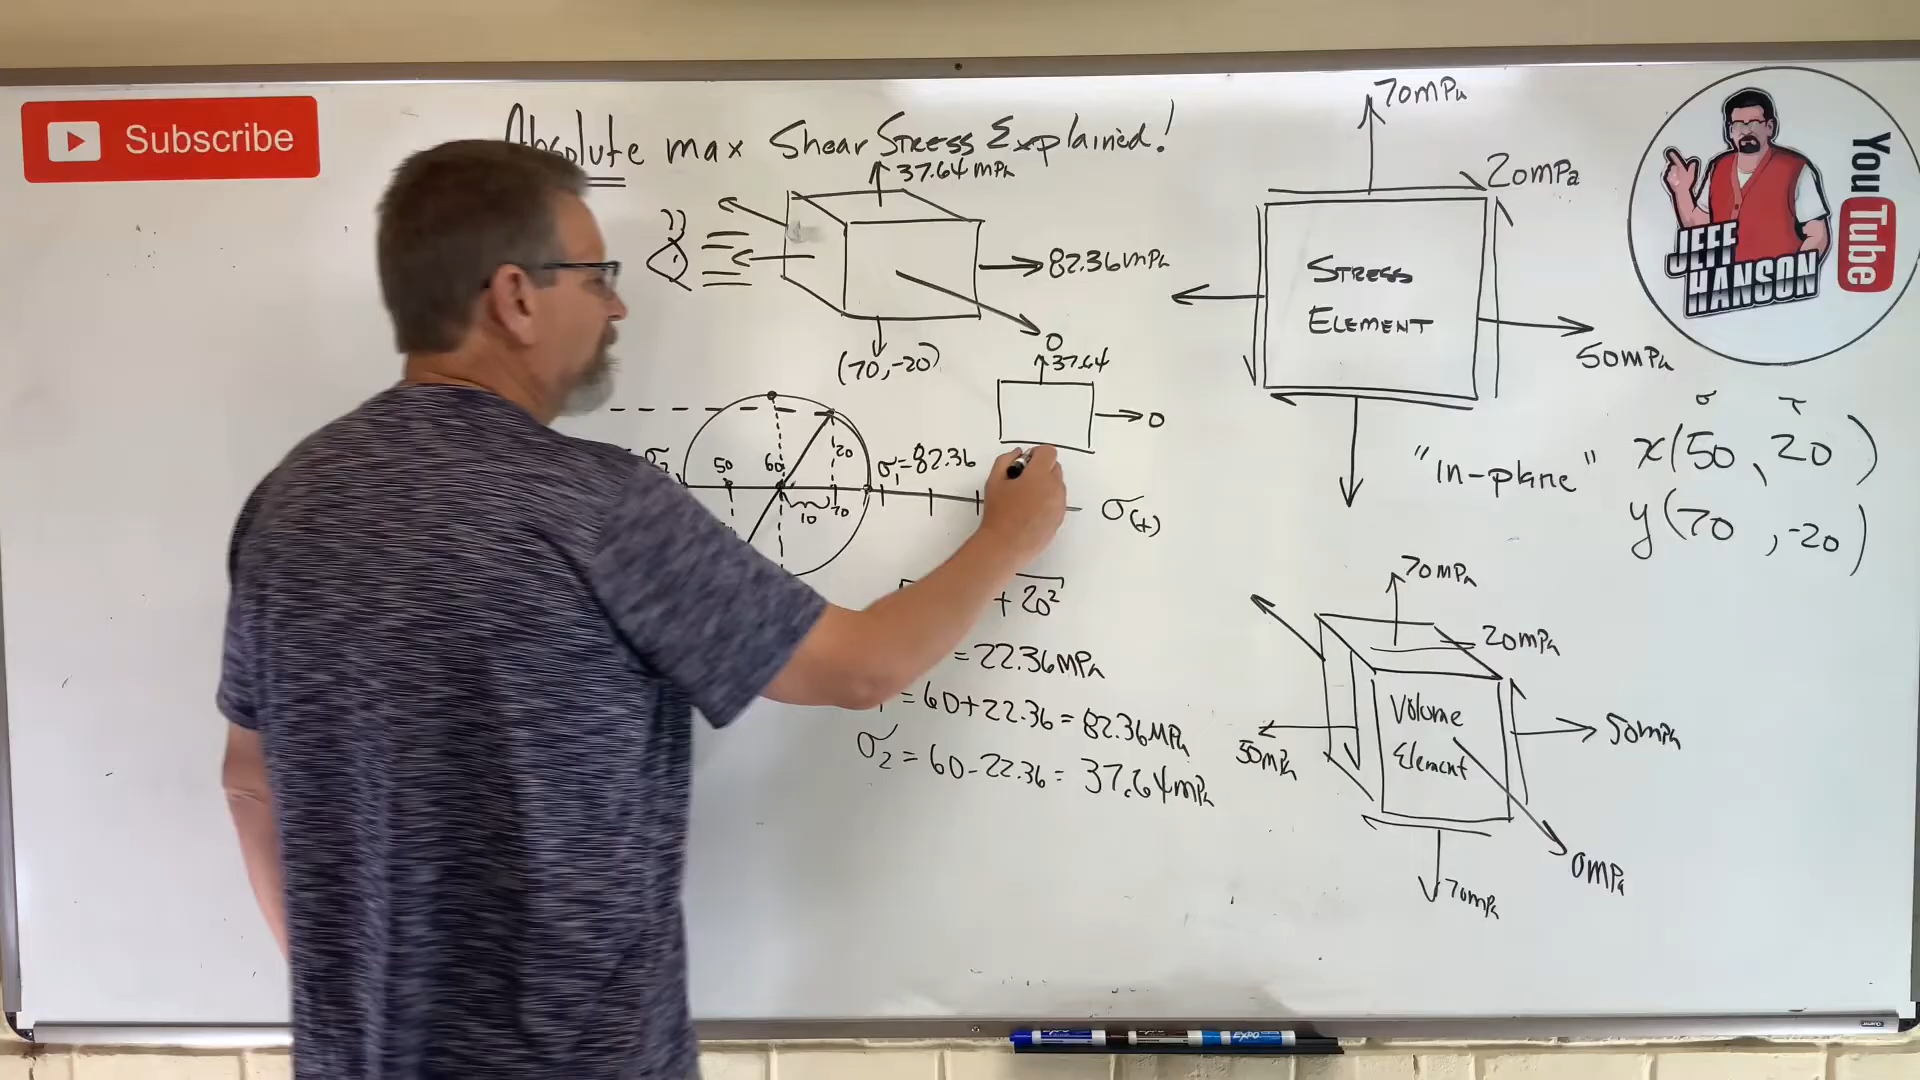 Subscribe
Absolute max Shear Stress Explained!
37.64 mPa
82.36 mPa
0
(70, -20)
37.64
0
σ2
50
60
20
10
70
σ1 = 82.36
σ(+)
+ 20²
= 22.36 MPa
= 60 + 22.36 = 82.36 MPa
σ2 = 60 - 22.36 = 37.64 mPa
70 mPa
20 mPa
STRESS
ELEMENT
50 mPa
"in-plane"
σ τ
x(50, 20)
y(70, -20)
70 mPa
20 mPa
Volume
Element
50 mPa
50 mPa
0 mPa
70 mPa
JEFF
HANSON
YouTube
EXPO